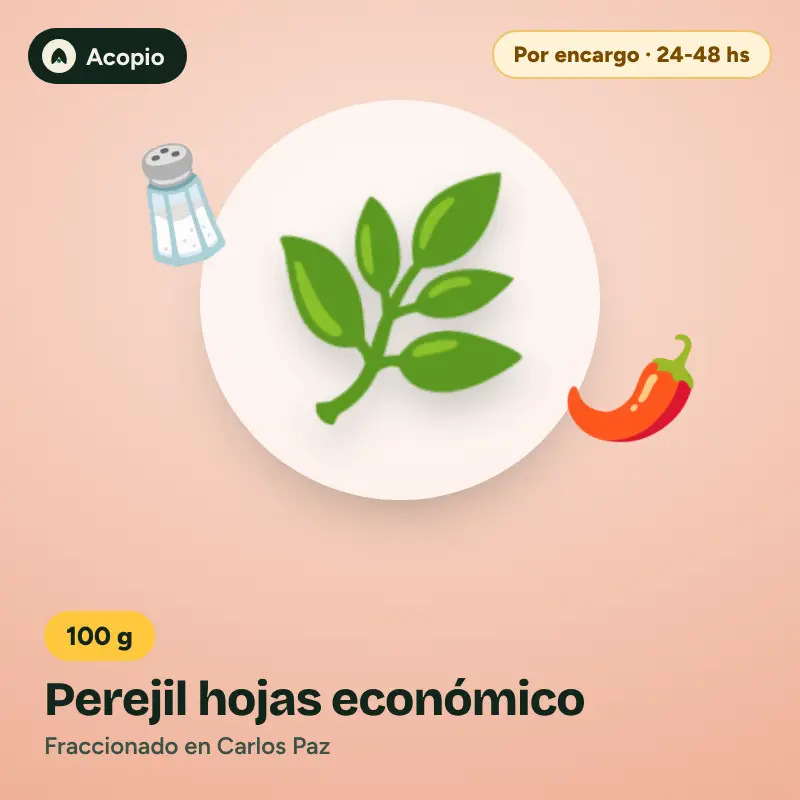 Acopio
Por encargo · 24-48 hs
100 g
Perejil hojas económico
Fraccionado en Carlos Paz